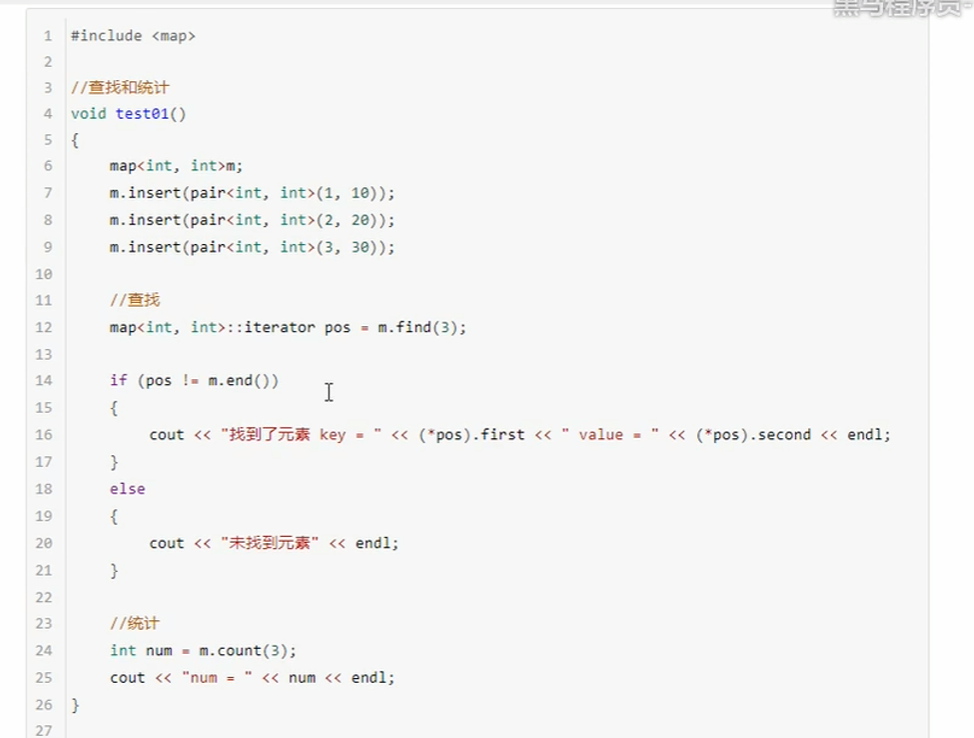 黑马程序员-
1 #include <map>
2
3 //查找和统计
4 void test01()
5 {
6     map<int, int>m;
7     m.insert(pair<int, int>(1, 10));
8     m.insert(pair<int, int>(2, 20));
9     m.insert(pair<int, int>(3, 30));
10
11     //查找
12     map<int, int>::iterator pos = m.find(3);
13
14     if (pos != m.end())
15     {
16         cout << "找到了元素 key = " << (*pos).first << " value = " << (*pos).second << endl;
17     }
18     else
19     {
20         cout << "未找到元素" << endl;
21     }
22
23     //统计
24     int num = m.count(3);
25     cout << "num = " << num << endl;
26 }
27